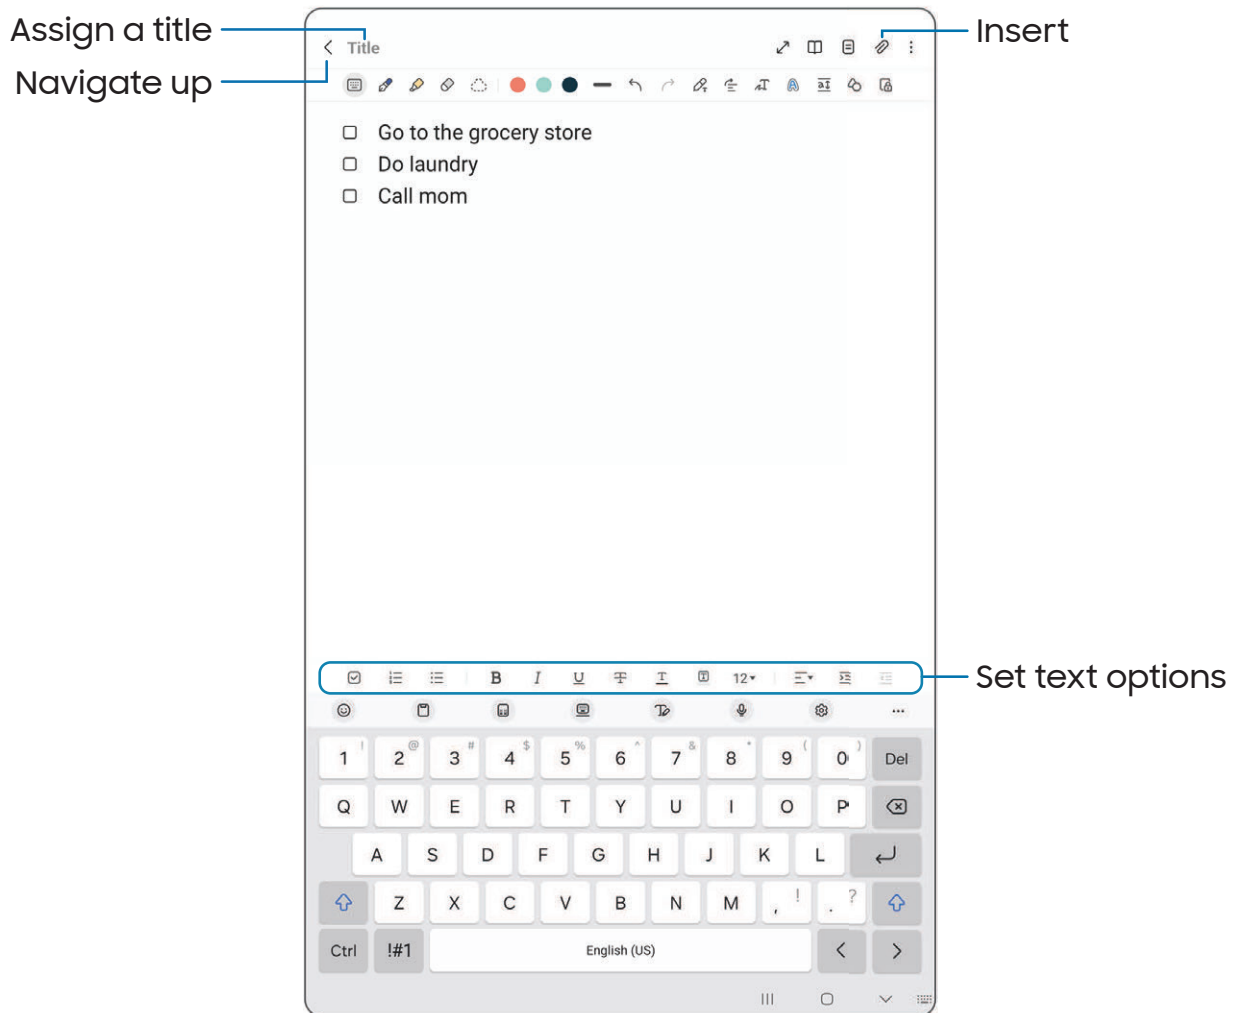 Assign a title
Insert
Title
Navigate up
Go to the grocery store
Do laundry
Call mom
B I U T T T 12
Set text options
1 ! 2 @ 3 # 4 $ 5 % 6 ^ 7 & 8 * 9 ( 0 ) Del
Q W E R T Y U I O P
A S D F G H J K L
Z X C V B N M , ! . ?
Ctrl !#1 English (US) < >